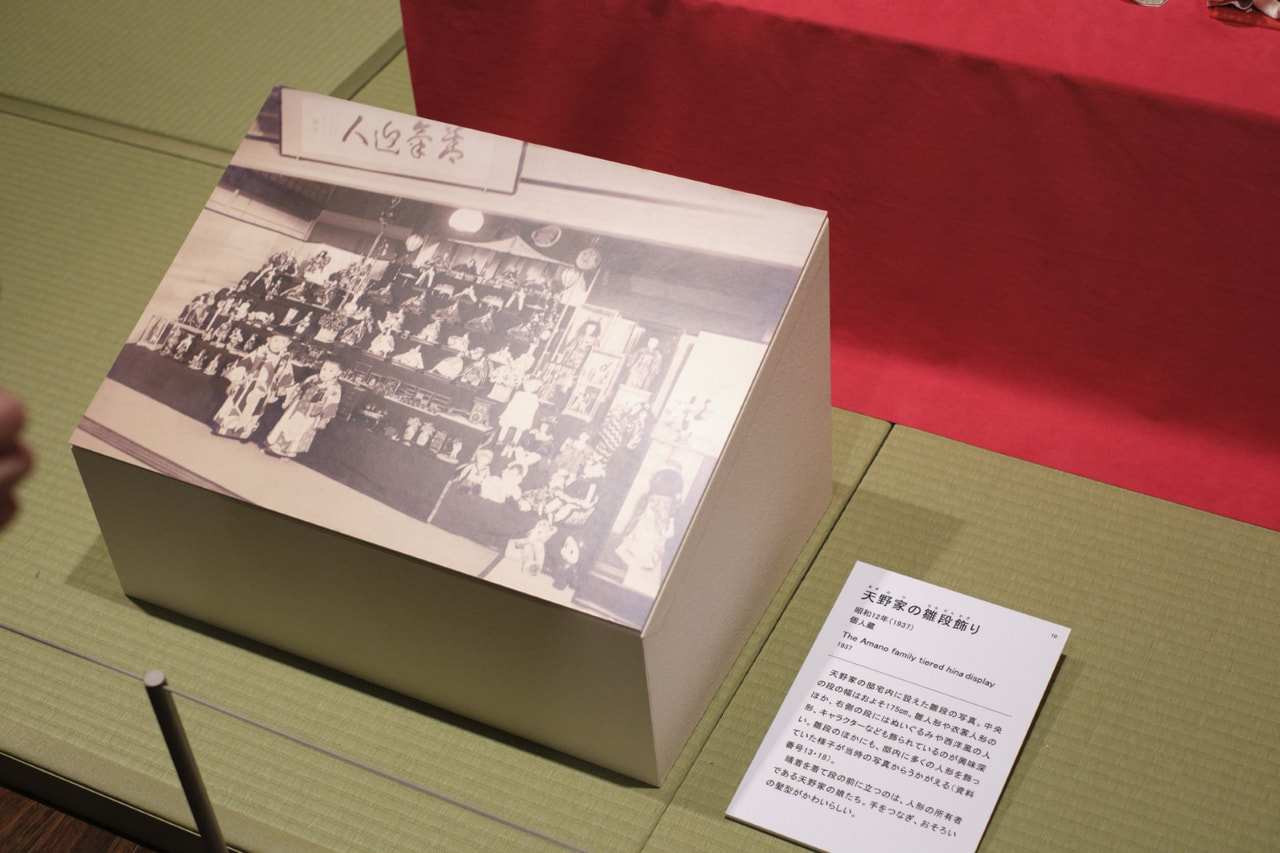 天野家の雛段飾り
10
昭和12年（1937）
個人蔵
The Amano family tiered hina display
1937
天野家の邸宅内に設えた雛段の写真。中央
の段の幅はおよそ175cm。雛人形や衣裳人形の
ほか、右側の段にはぬいぐるみや西洋風の人
形、キャラクターなども飾られているのが興味深
い。雛段のほかにも、邸内に多くの人形を飾っ
ていた様子が当時の写真からうかがえる（資料
番号13・18）。
晴着を着て段の前に立つのは、人形の所有者
である天野家の娘たち。手をつなぎ、おそろい
の髪型がかわいらしい。